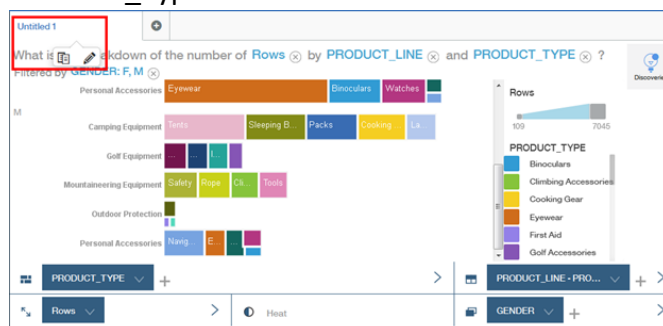 Untitled 1
What is akdown of the number of Rows by PRODUCT_LINE and PRODUCT_TYPE ?
Filtered by GENDER: F, M
Discoverie
Personal Accessories Eyewear Binoculars Watches
M
Camping Equipment Tents Sleeping B... Packs Cooking La...
Golf Equipment ... ... I...
Mountaineering Equipment Safety Rope Cli... Tools
Outdoor Protection
Personal Accessories Navig... E... ...
Rows
109 7045
PRODUCT_TYPE
Binoculars
Climbing Accessories
Cooking Gear
Eyewear
First Aid
Golf Accessories
PRODUCT_TYPE + PRODUCT_LINE - PRO... +
Rows Heat GENDER +